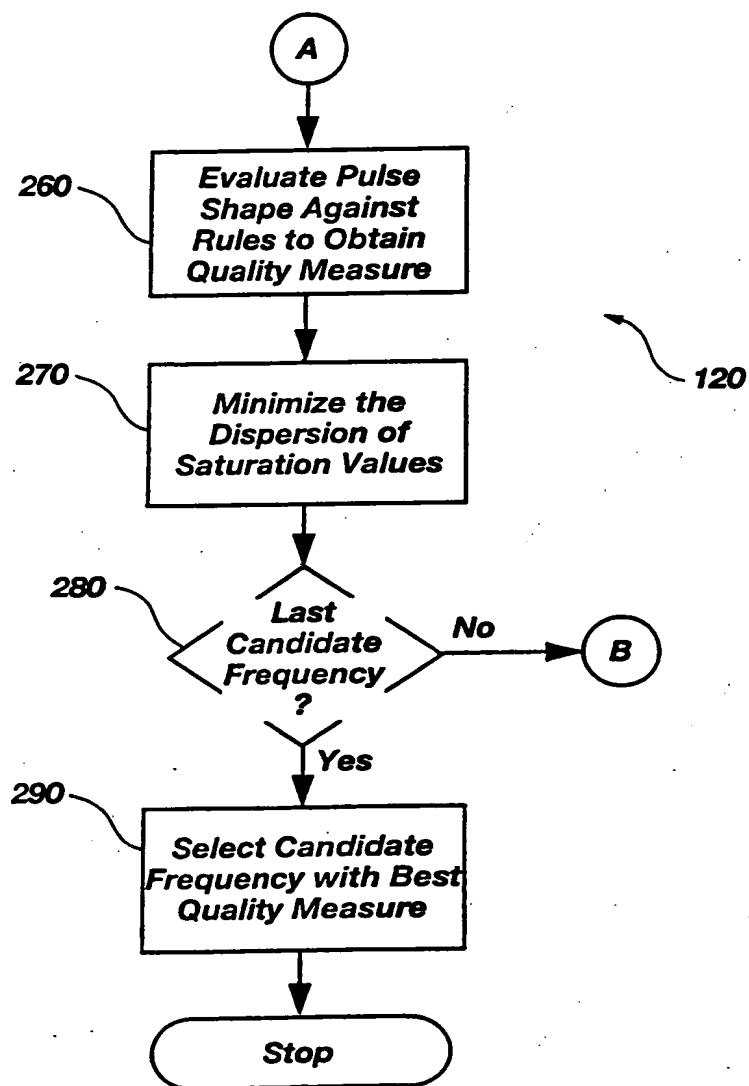 A
260
Evaluate Pulse
Shape Against
Rules to Obtain
Quality Measure
270
Minimize the
Dispersion of
Saturation Values
120
280
Last
Candidate
Frequency
?
No
B
Yes
290
Select Candidate
Frequency with Best
Quality Measure
Stop